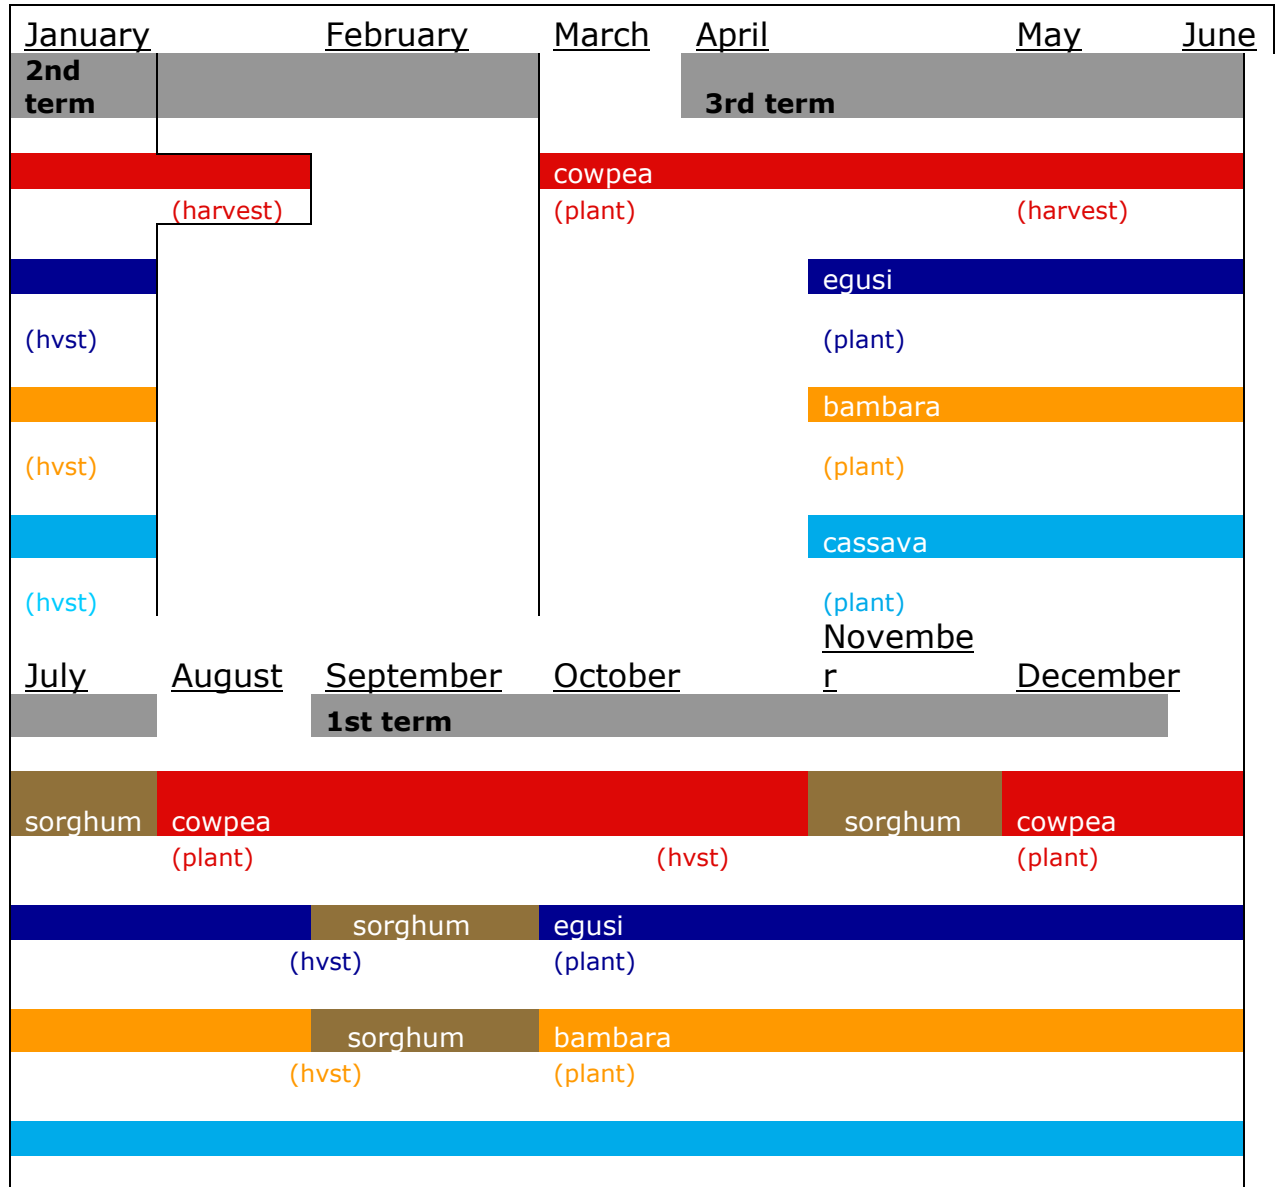 January February March April May June
2nd
term 3rd term
cowpea
(harvest) (plant) (harvest)
egusi
(hvst) (plant)
bambara
(hvst) (plant)
cassava
(hvst) (plant)
Novembe
July August September October r December
1st term
sorghum cowpea sorghum cowpea
(plant) (hvst) (plant)
sorghum egusi
(hvst) (plant)
sorghum bambara
(hvst) (plant)